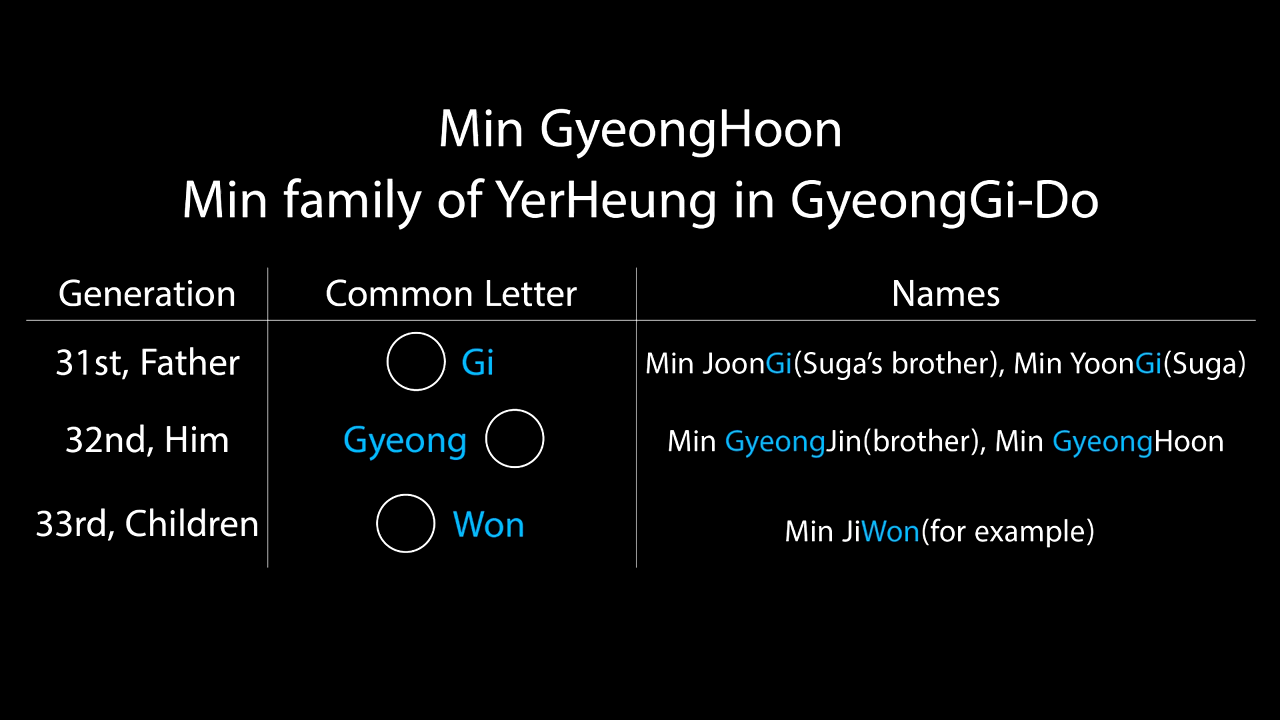 Min GyeongHoon
Min family of YerHeung in GyeongGi-Do
Generation Common Letter Names
31st, Father Gi Min JoonGi(Suga’s brother), Min YoonGi(Suga)
32nd, Him Gyeong Min GyeongJin(brother), Min GyeongHoon
33rd, Children Won Min JiWon(for example)